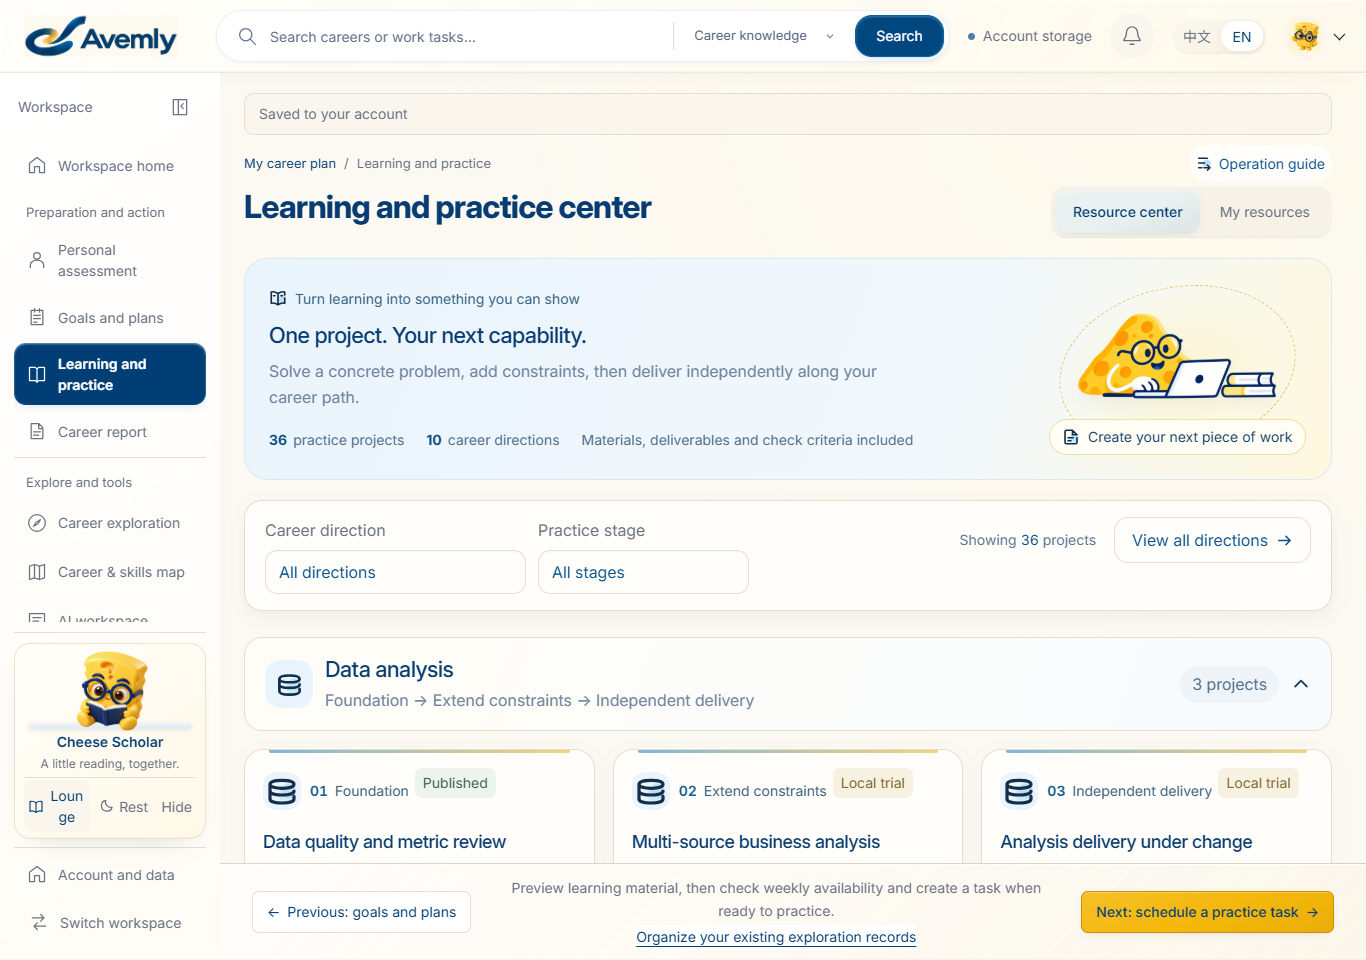 Avemly
Search careers or work tasks...
Career knowledge
Search
Account storage
中文
EN
Workspace
Workspace home
Preparation and action
Personal
assessment
Goals and plans
Learning and
practice
Career report
Explore and tools
Career exploration
Career & skills map
AI workspace
Cheese Scholar
A little reading, together.
Loun
ge
Rest
Hide
Account and data
Switch workspace
Saved to your account
My career plan / Learning and practice
Operation guide
Learning and practice center
Resource center
My resources
Turn learning into something you can show
One project. Your next capability.
Solve a concrete problem, add constraints, then deliver independently along your
career path.
36 practice projects
10 career directions
Materials, deliverables and check criteria included
Create your next piece of work
Career direction
All directions
Practice stage
All stages
Showing 36 projects
View all directions →
Data analysis
Foundation → Extend constraints → Independent delivery
3 projects
01 Foundation
Published
Data quality and metric review
02 Extend constraints
Local trial
Multi-source business analysis
03 Independent delivery
Local trial
Analysis delivery under change
← Previous: goals and plans
Preview learning material, then check weekly availability and create a task when
ready to practice.
Organize your existing exploration records
Next: schedule a practice task →